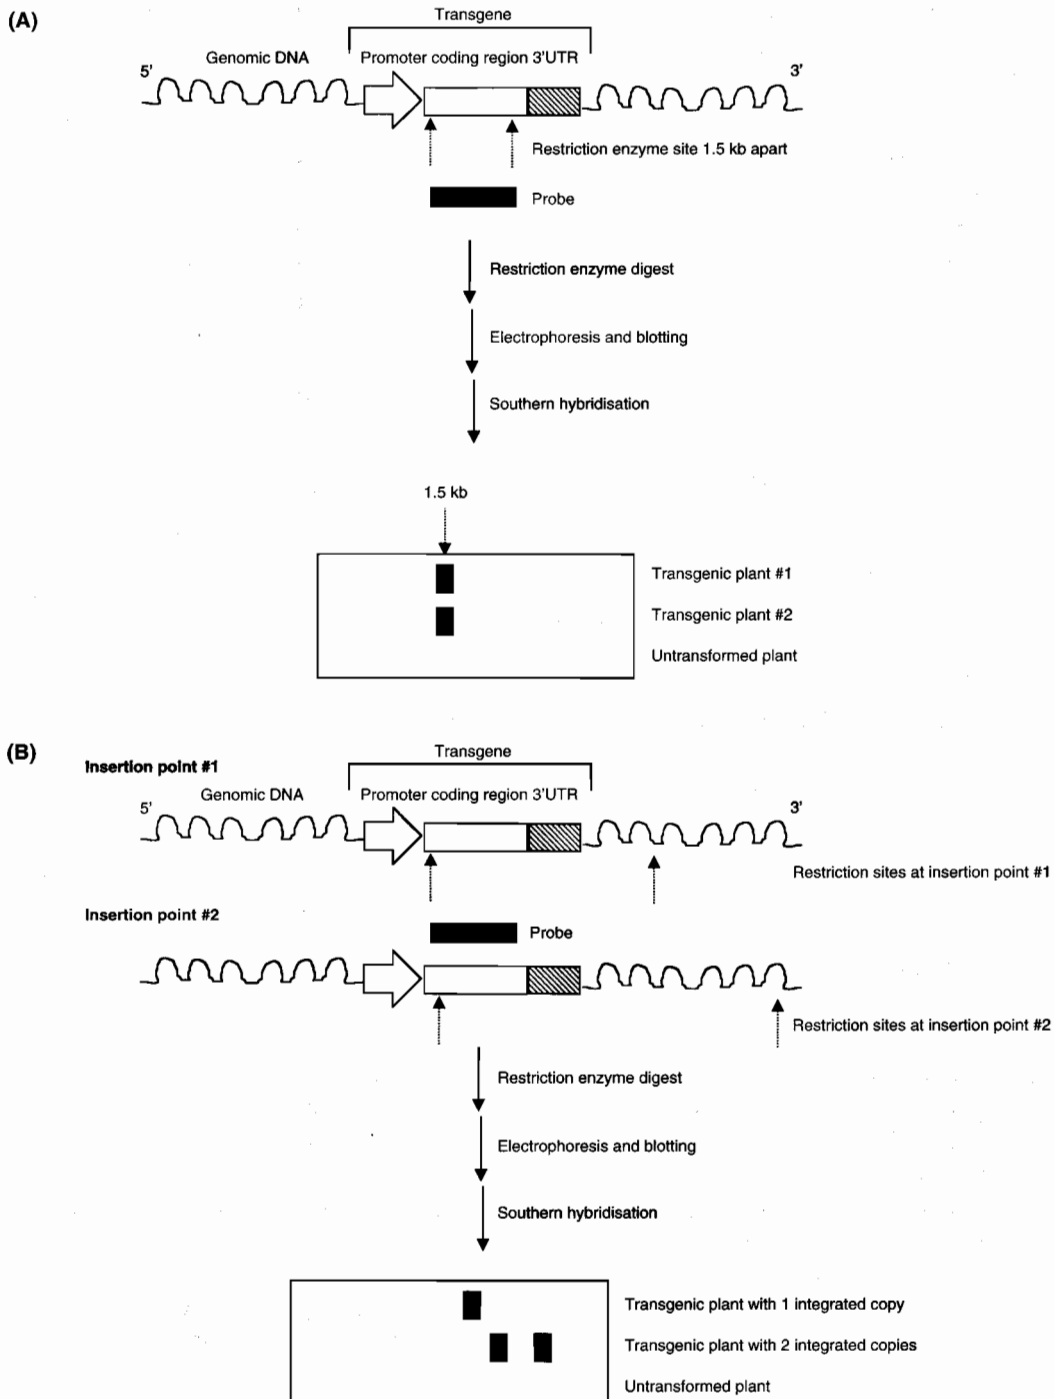 (A)
Transgene
Genomic DNA
Promoter coding region 3'UTR
5'
3'
Restriction enzyme site 1.5 kb apart
Probe
Restriction enzyme digest
Electrophoresis and blotting
Southern hybridisation
1.5 kb
Transgenic plant #1
Transgenic plant #2
Untransformed plant
(B)
Insertion point #1
Transgene
Genomic DNA
Promoter coding region 3'UTR
5'
3'
Restriction sites at insertion point #1
Insertion point #2
Probe
Restriction sites at insertion point #2
Restriction enzyme digest
Electrophoresis and blotting
Southern hybridisation
Transgenic plant with 1 integrated copy
Transgenic plant with 2 integrated copies
Untransformed plant